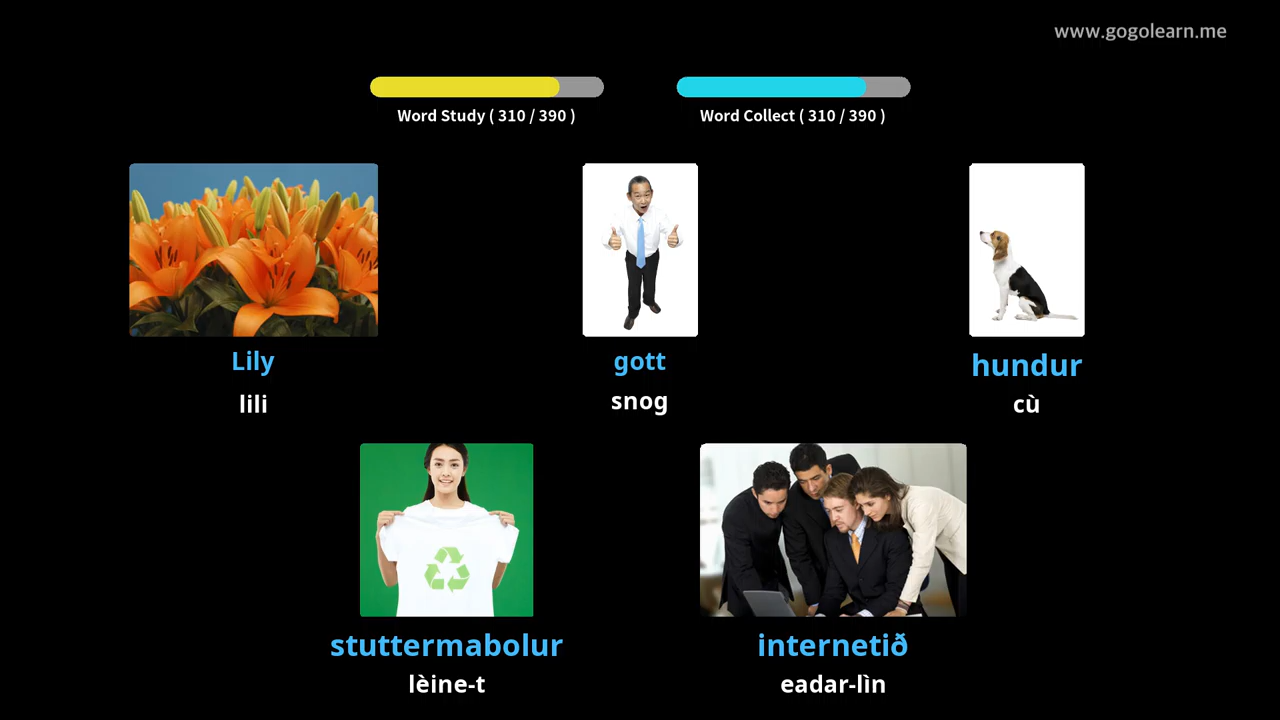 www.gogolearn.me
Word Study ( 310 / 390 )
Word Collect ( 310 / 390 )
Lily
lili
gott
snog
hundur
cù
stuttermabolur
lèine-t
internetið
eadar-lìn